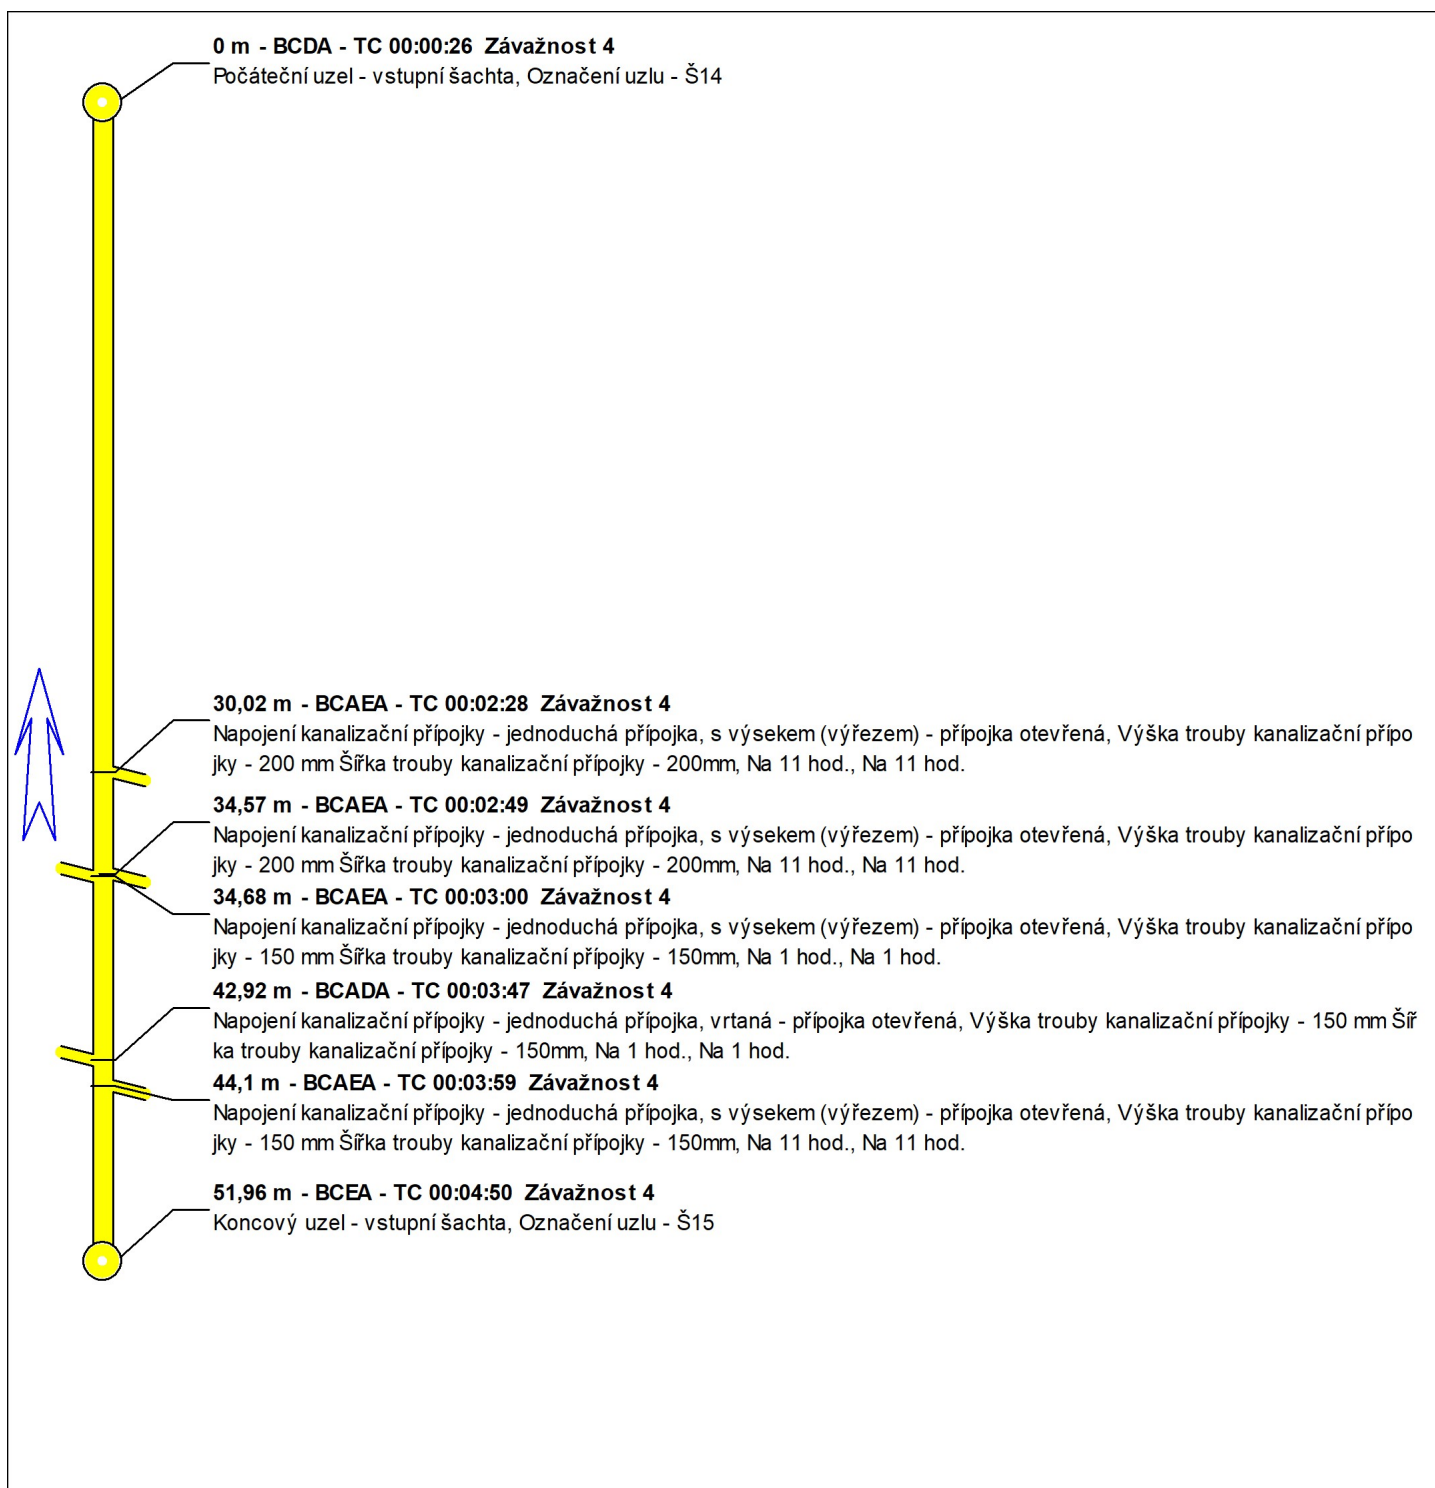 0 m - BCDA - TC 00:00:26 Závažnost 4
Počáteční uzel - vstupní šachta, Označení uzlu - Š14
30,02 m - BCAEA - TC 00:02:28 Závažnost 4
Napojení kanalizační přípojky - jednoduchá přípojka, s výsekem (výřezem) - přípojka otevřená, Výška trouby kanalizační přípo
jky - 200 mm Šířka trouby kanalizační přípojky - 200mm, Na 11 hod., Na 11 hod.
34,57 m - BCAEA - TC 00:02:49 Závažnost 4
Napojení kanalizační přípojky - jednoduchá přípojka, s výsekem (výřezem) - přípojka otevřená, Výška trouby kanalizační přípo
jky - 200 mm Šířka trouby kanalizační přípojky - 200mm, Na 11 hod., Na 11 hod.
34,68 m - BCAEA - TC 00:03:00 Závažnost 4
Napojení kanalizační přípojky - jednoduchá přípojka, s výsekem (výřezem) - přípojka otevřená, Výška trouby kanalizační přípo
jky - 150 mm Šířka trouby kanalizační přípojky - 150mm, Na 1 hod., Na 1 hod.
42,92 m - BCADA - TC 00:03:47 Závažnost 4
Napojení kanalizační přípojky - jednoduchá přípojka, vrtaná - přípojka otevřená, Výška trouby kanalizační přípojky - 150 mm Šíř
ka trouby kanalizační přípojky - 150mm, Na 1 hod., Na 1 hod.
44,1 m - BCAEA - TC 00:03:59 Závažnost 4
Napojení kanalizační přípojky - jednoduchá přípojka, s výsekem (výřezem) - přípojka otevřená, Výška trouby kanalizační přípo
jky - 150 mm Šířka trouby kanalizační přípojky - 150mm, Na 11 hod., Na 11 hod.
51,96 m - BCEA - TC 00:04:50 Závažnost 4
Koncový uzel - vstupní šachta, Označení uzlu - Š15